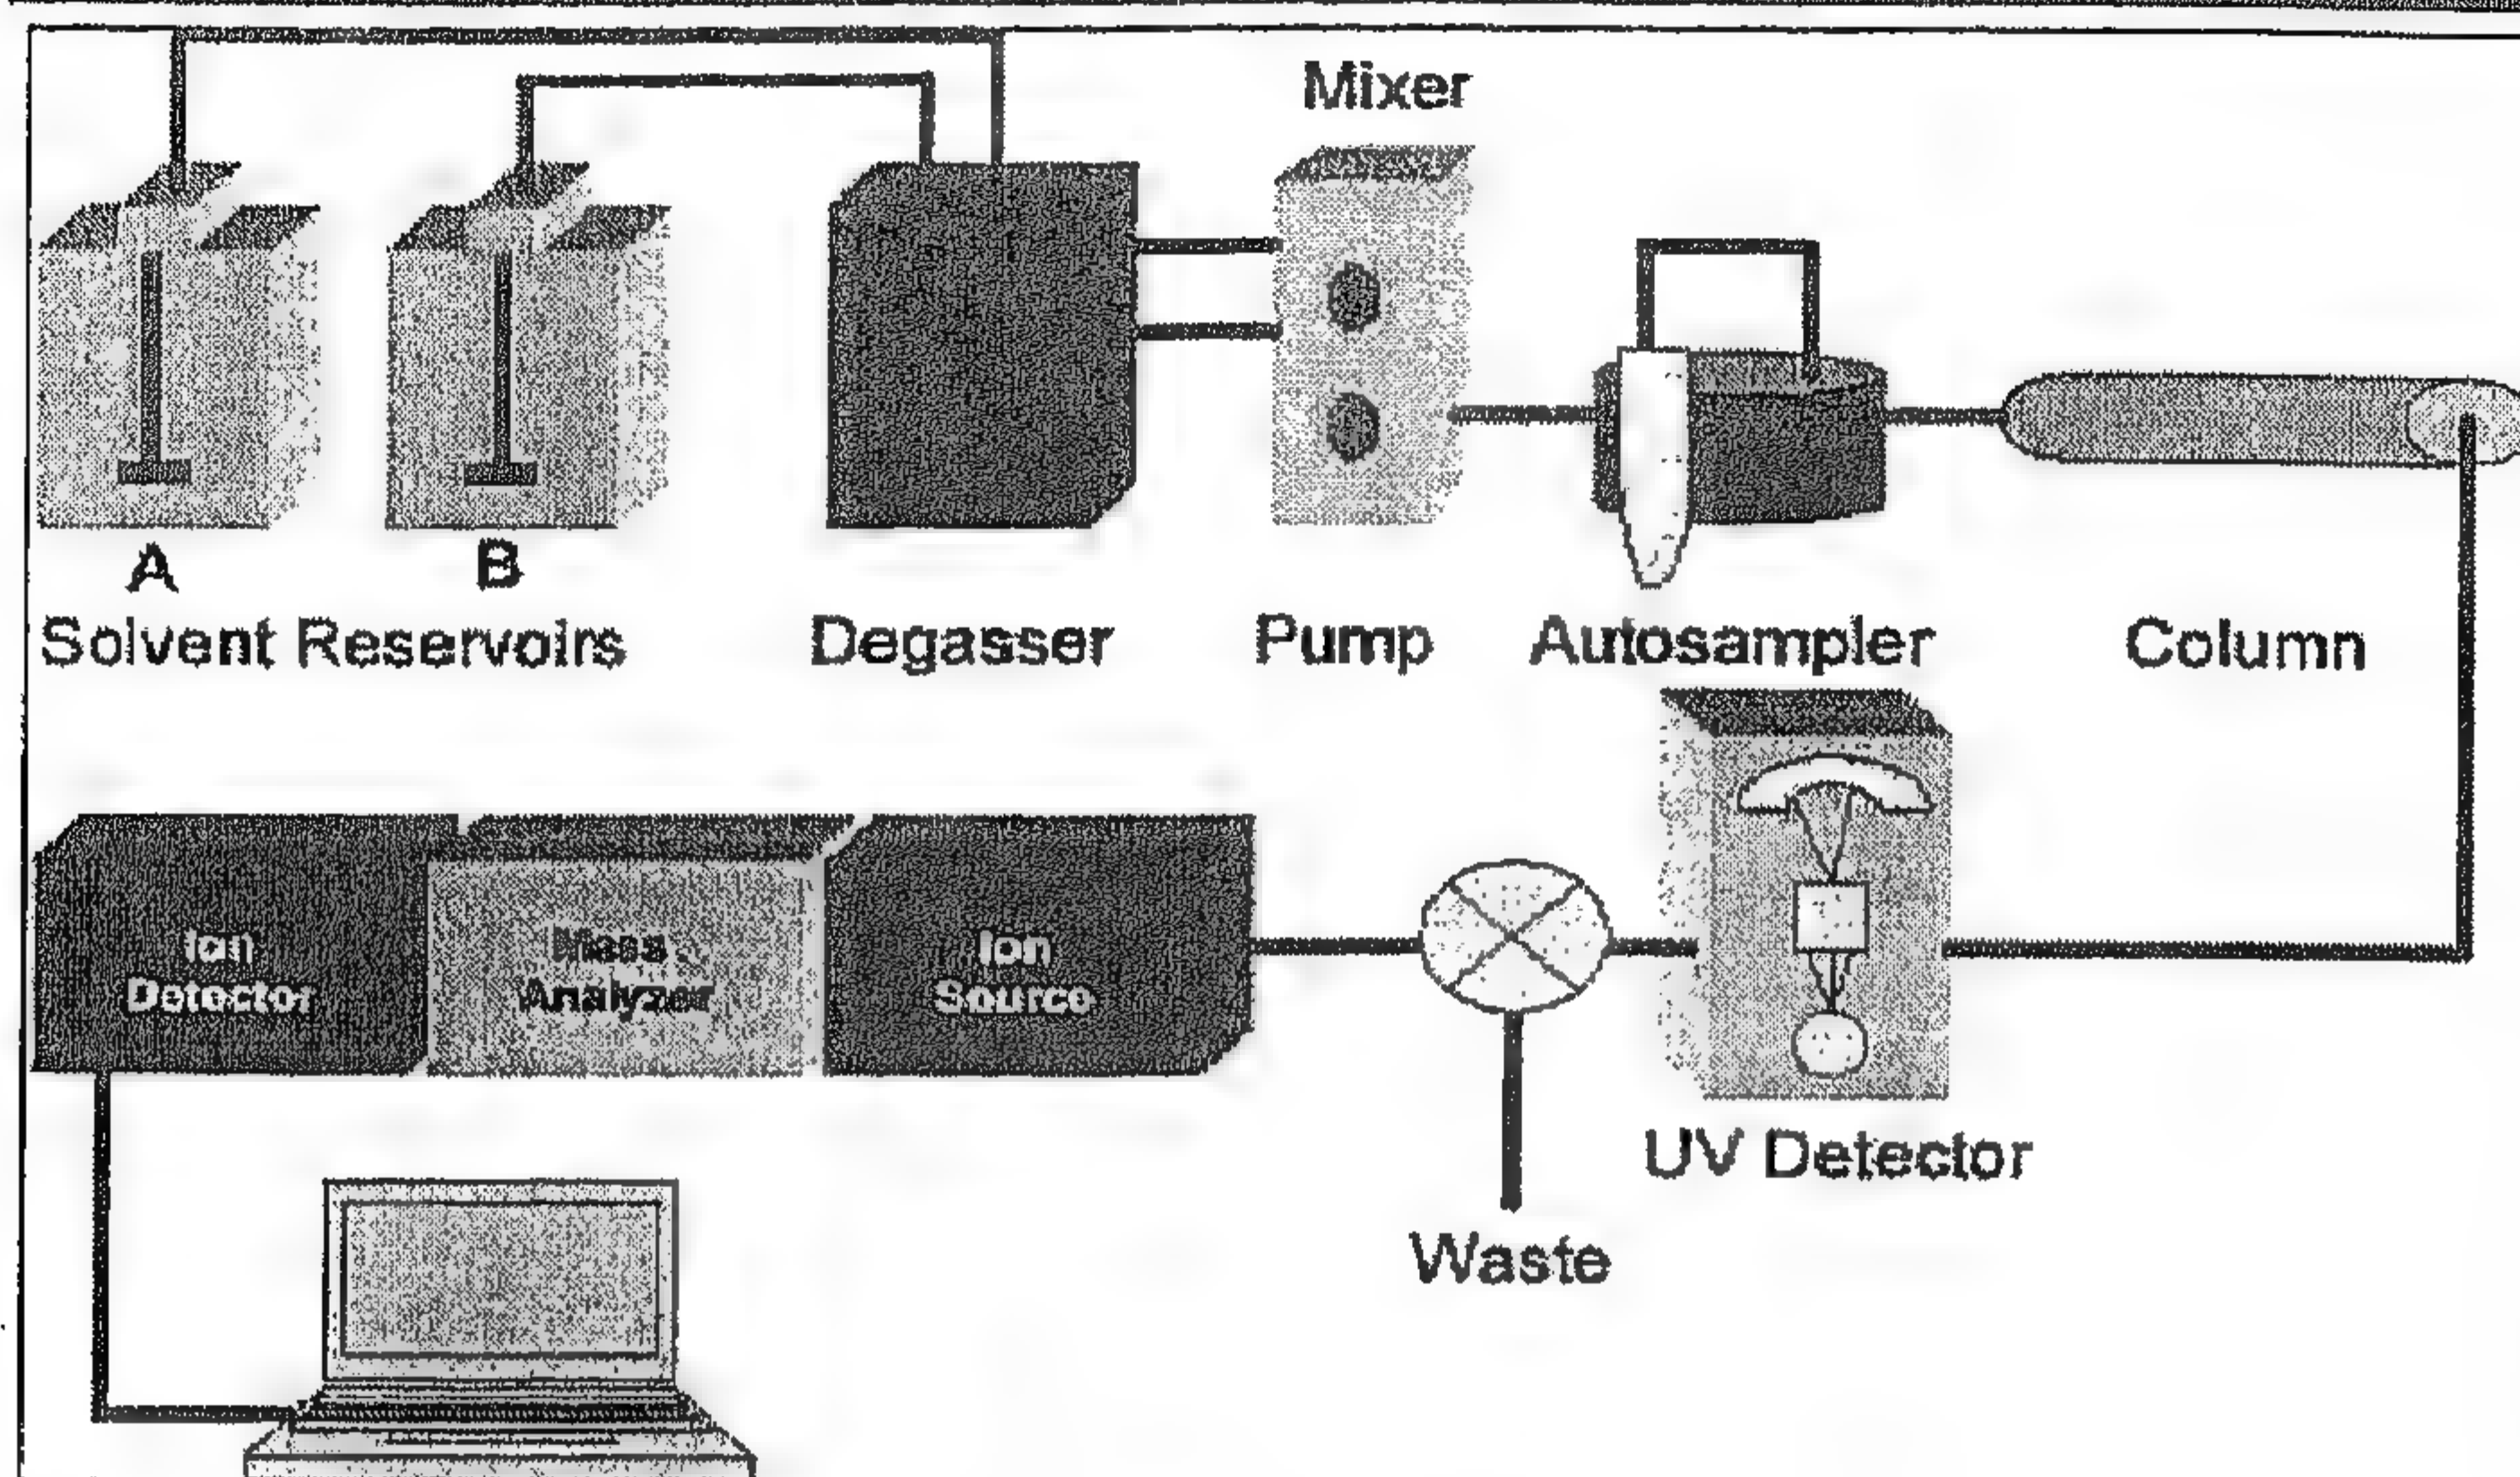 Mixer
A
B
Solvent Reservoirs
Degasser
Pump
Autosampler
Column
Ion
Detector
Mass
Analyzer
Ion
Source
UV Detector
Waste